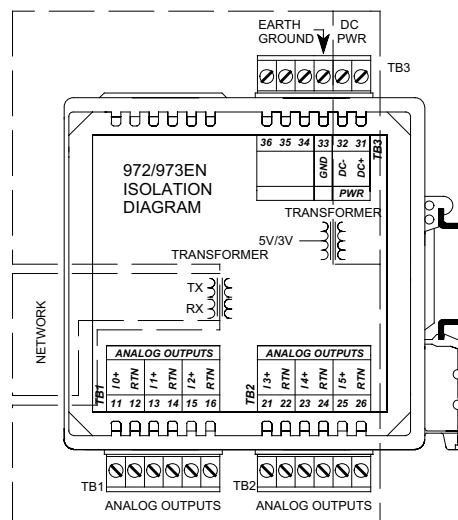 EARTH GROUND
DC PWR
TB3
36 35 34 33 32 31
TB3
GND DC- DC+
PWR
972/973EN
ISOLATION
DIAGRAM
TRANSFORMER
5V/3V
TRANSFORMER
TX
RX
NETWORK
ANALOG OUTPUTS
TB1
I0+ RTN I1+ RTN I2+ RTN
11 12 13 14 15 16
ANALOG OUTPUTS
TB2
I3+ RTN I4+ RTN I5+ RTN
21 22 23 24 25 26
TB1
ANALOG OUTPUTS
TB2
ANALOG OUTPUTS